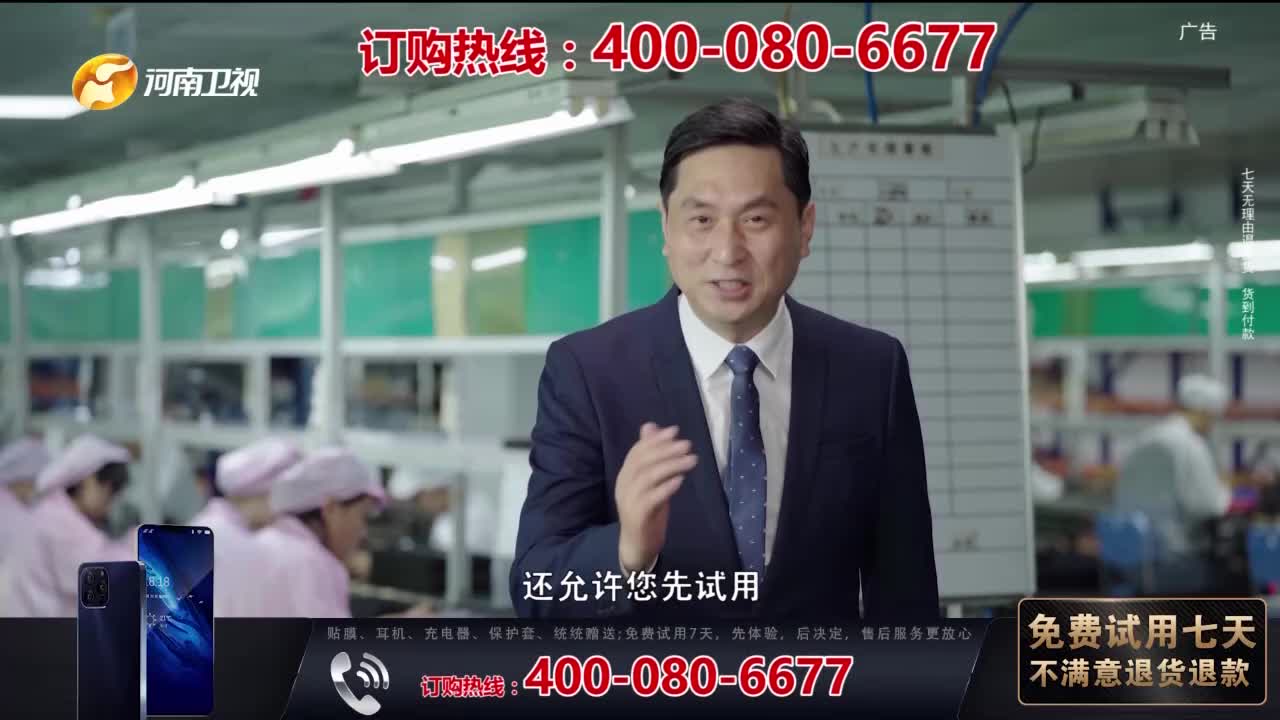 订购热线：400-080-6677
广告
河南卫视
七天无理由退货 货到付款
8:18
还允许您先试用
贴膜、耳机、充电器、保护套、统统赠送;免费试用7天，先体验，后决定，售后服务更放心
订购热线：400-080-6677
免费试用七天
不满意退货退款